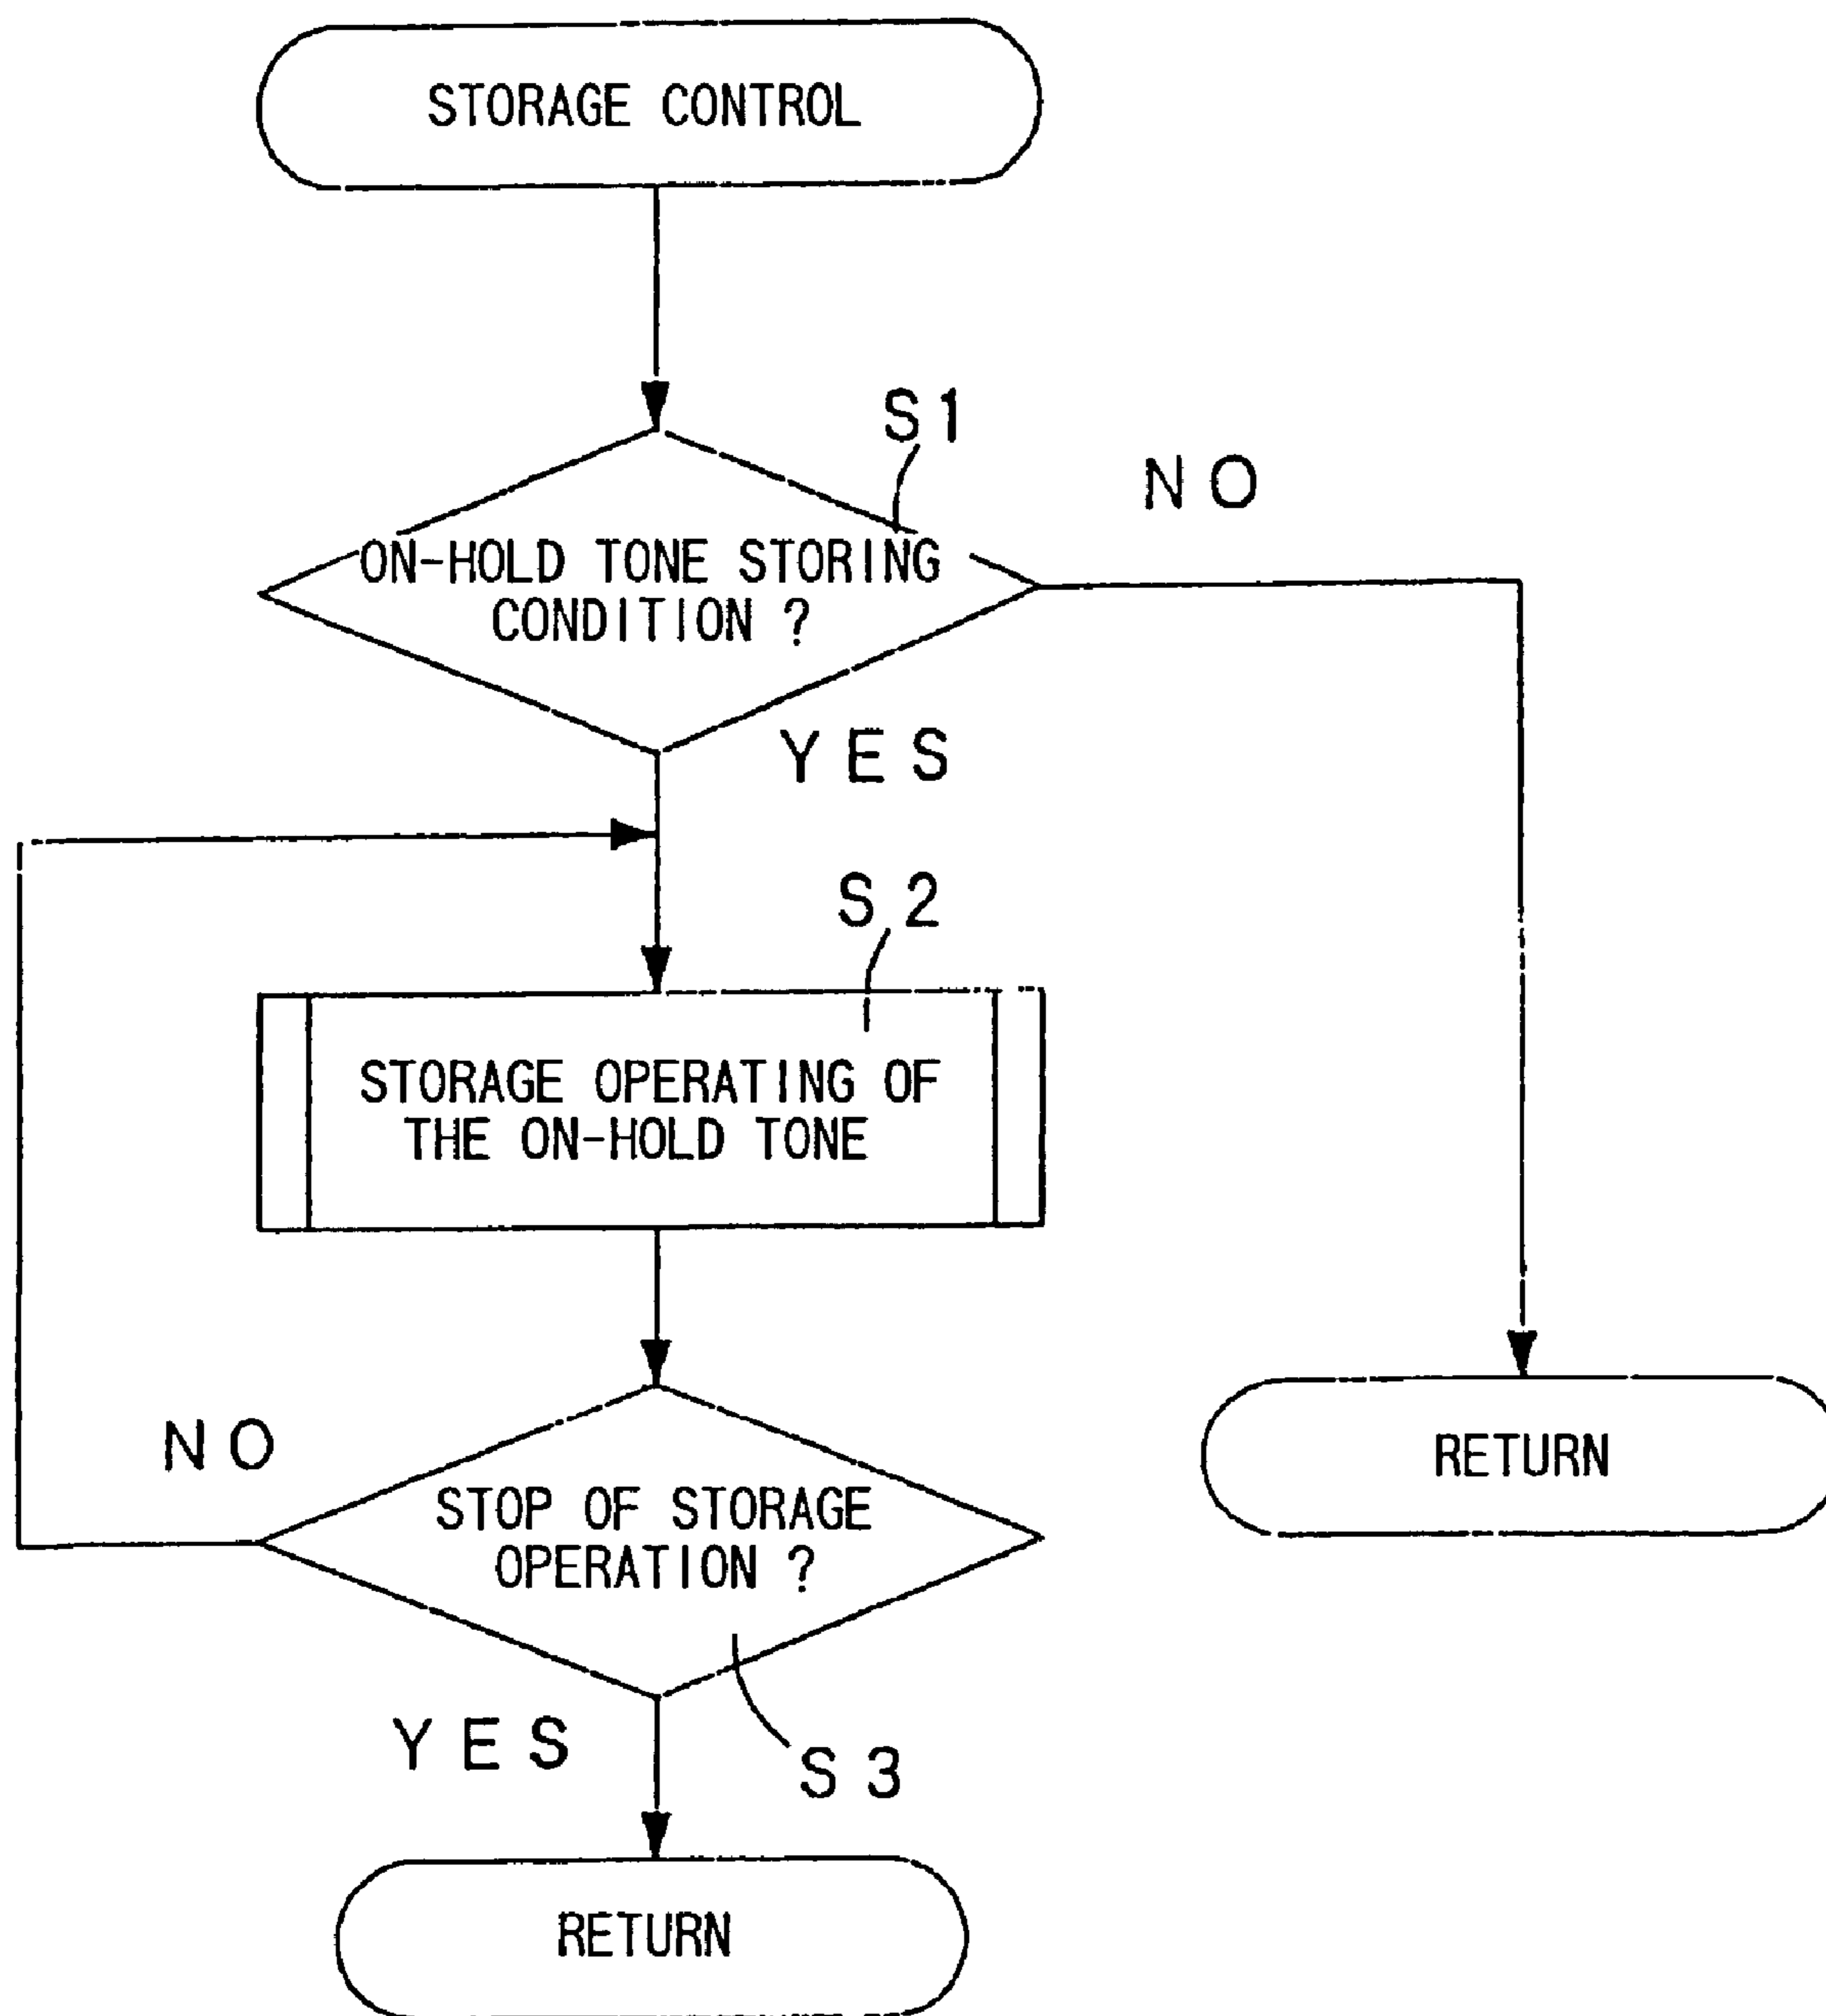 STORAGE CONTROL
S1
NO
ON-HOLD TONE STORING
CONDITION ?
YES
S2
STORAGE OPERATING OF
THE ON-HOLD TONE
NO
STOP OF STORAGE
OPERATION ?
RETURN
YES
S3
RETURN